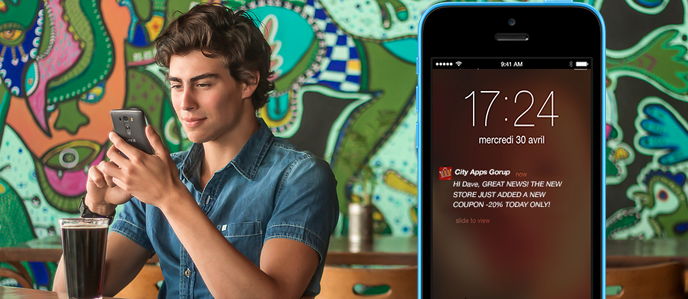 9:41 AM
17:24
mercredi 30 avril
City Apps Gorup now
HI Dave, GREAT NEWS! THE NEW
STORE JUST ADDED A NEW
COUPON -20% TODAY ONLY!
slide to view